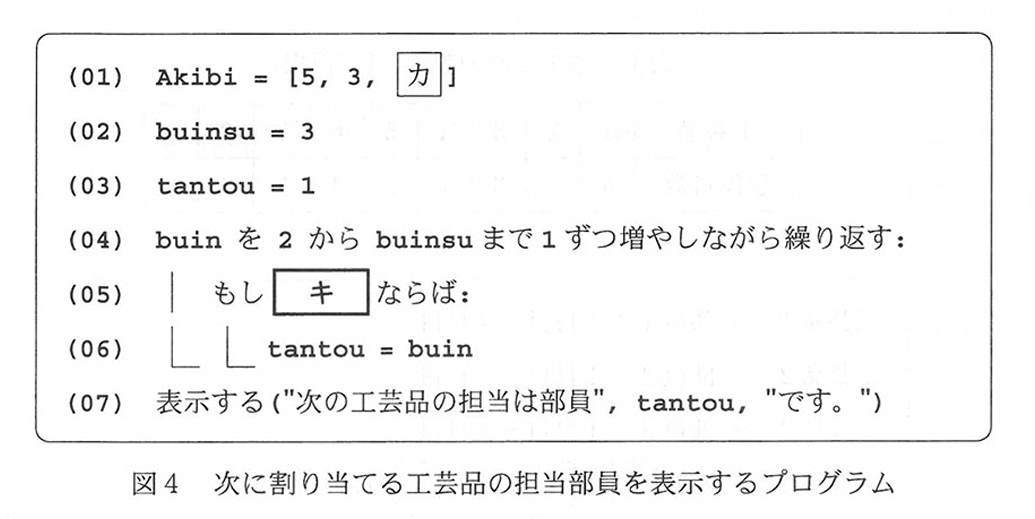 (01) Akibi = [5, 3, カ]
(02) buinsu = 3
(03) tantou = 1
(04) buin を 2 から buinsu まで 1 ずつ増やしながら繰り返す:
(05) もし キ ならば:
(06) tantou = buin
(07) 表示する("次の工芸品の担当は部員", tantou, "です。")
図4 次に割り当てる工芸品の担当部員を表示するプログラム